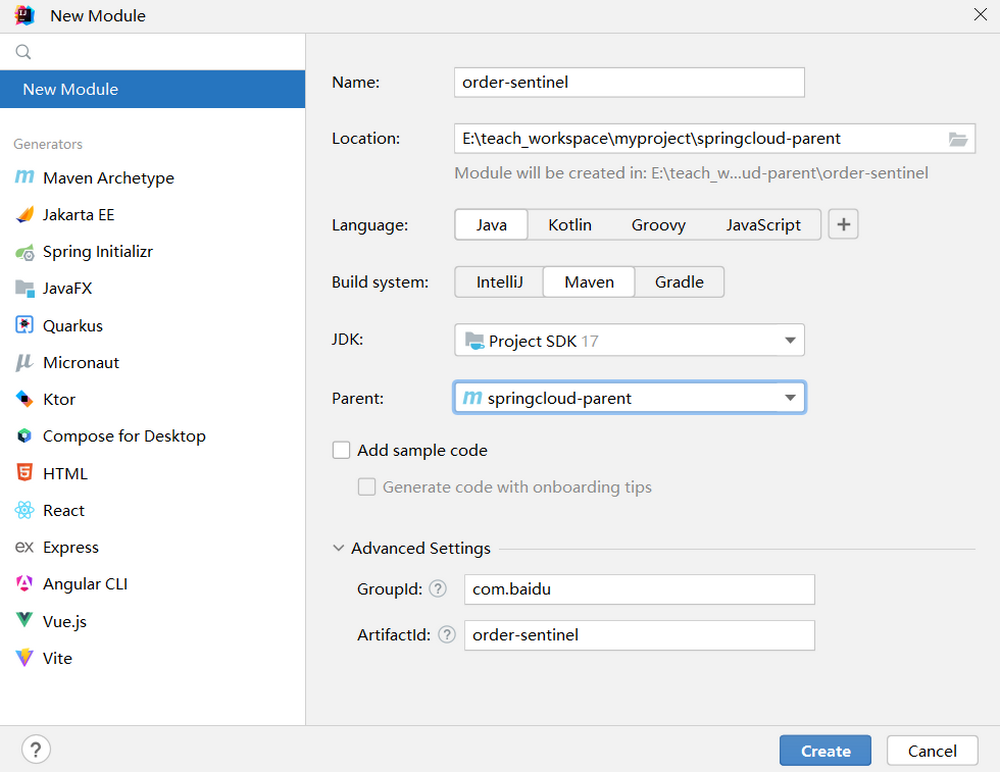 New Module
New Module
Generators
Maven Archetype
Jakarta EE
Spring Initializr
JavaFX
Quarkus
Micronaut
Ktor
Compose for Desktop
HTML
React
Express
Angular CLI
Vue.js
Vite
Name: order-sentinel
Location: E:\teach_workspace\myproject\springcloud-parent
Module will be created in: E:\teach_w...ud-parent\order-sentinel
Language: Java Kotlin Groovy JavaScript +
Build system: IntelliJ Maven Gradle
JDK: Project SDK 17
Parent: m springcloud-parent
Add sample code
Generate code with onboarding tips
Advanced Settings
GroupId: ? com.baidu
ArtifactId: ? order-sentinel
? Create Cancel